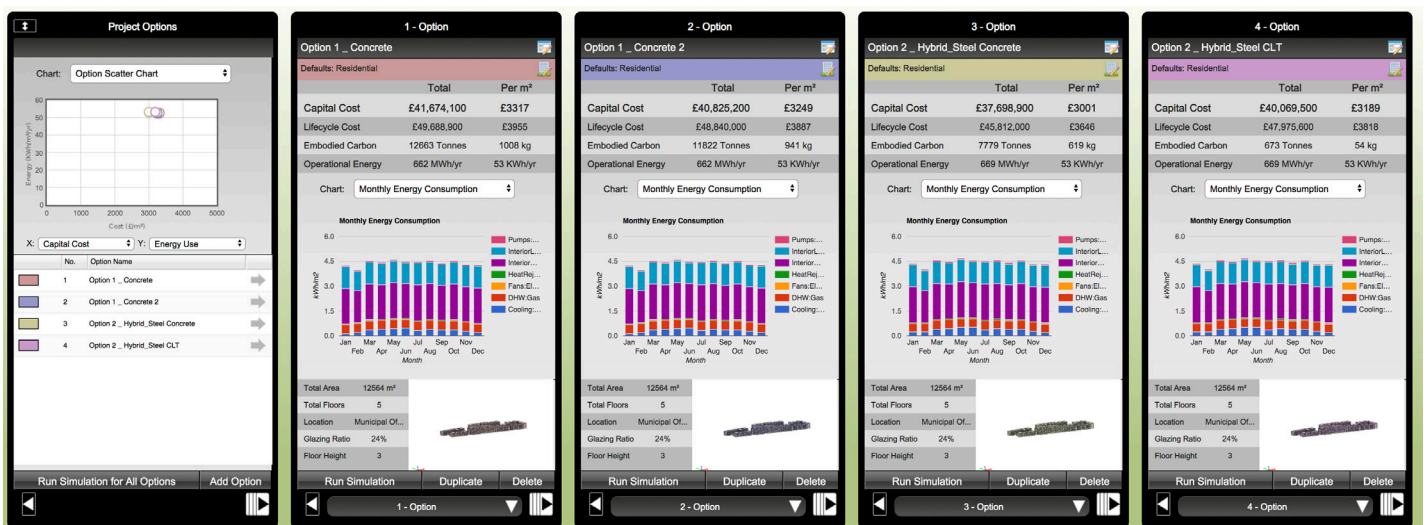 Project Options
Chart: Option Scatter Chart
Energy (KWh/m²/yr)
60
50
40
30
20
10
0
0 1000 2000 3000 4000 5000
Cost (£/m²)
X: Capital Cost Y: Energy Use
No. Option Name
1 Option 1 _ Concrete
2 Option 1 _ Concrete 2
3 Option 2 _ Hybrid_Steel Concrete
4 Option 2 _ Hybrid_Steel CLT
Run Simulation for All Options Add Option
1 - Option
Option 1 _ Concrete
Defaults: Residential
Total Per m²
Capital Cost £41,674,100 £3317
Lifecycle Cost £49,688,900 £3955
Embodied Carbon 12663 Tonnes 1008 kg
Operational Energy 662 MWh/yr 53 KWh/yr
Chart: Monthly Energy Consumption
Monthly Energy Consumption
kWh/m2
6.0
4.5
3.0
1.5
0.0
Jan Mar May Jul Sep Nov
Feb Apr Jun Aug Oct Dec
Month
Pumps:...
InteriorL...
Interior...
HeatRej...
Fans:El...
DHW:Gas
Cooling:...
Total Area 12564 m²
Total Floors 5
Location Municipal Of...
Glazing Ratio 24%
Floor Height 3
Run Simulation Duplicate Delete
1 - Option
2 - Option
Option 1 _ Concrete 2
Defaults: Residential
Total Per m²
Capital Cost £40,825,200 £3249
Lifecycle Cost £48,840,000 £3887
Embodied Carbon 11822 Tonnes 941 kg
Operational Energy 662 MWh/yr 53 KWh/yr
Chart: Monthly Energy Consumption
Monthly Energy Consumption
kWh/m2
6.0
4.5
3.0
1.5
0.0
Jan Mar May Jul Sep Nov
Feb Apr Jun Aug Oct Dec
Month
Pumps:...
InteriorL...
Interior...
HeatRej...
Fans:El...
DHW:Gas
Cooling:...
Total Area 12564 m²
Total Floors 5
Location Municipal Of...
Glazing Ratio 24%
Floor Height 3
Run Simulation Duplicate Delete
2 - Option
3 - Option
Option 2 _ Hybrid_Steel Concrete
Defaults: Residential
Total Per m²
Capital Cost £37,698,900 £3001
Lifecycle Cost £45,812,000 £3646
Embodied Carbon 7779 Tonnes 619 kg
Operational Energy 669 MWh/yr 53 KWh/yr
Chart: Monthly Energy Consumption
Monthly Energy Consumption
kWh/m2
6.0
4.5
3.0
1.5
0.0
Jan Mar May Jul Sep Nov
Feb Apr Jun Aug Oct Dec
Month
Pumps:...
InteriorL...
Interior...
HeatRej...
Fans:El...
DHW:Gas
Cooling:...
Total Area 12564 m²
Total Floors 5
Location Municipal Of...
Glazing Ratio 24%
Floor Height 3
Run Simulation Duplicate Delete
3 - Option
4 - Option
Option 2 _ Hybrid_Steel CLT
Defaults: Residential
Total Per m²
Capital Cost £40,069,500 £3189
Lifecycle Cost £47,975,600 £3818
Embodied Carbon 673 Tonnes 54 kg
Operational Energy 669 MWh/yr 53 KWh/yr
Chart: Monthly Energy Consumption
Monthly Energy Consumption
kWh/m2
6.0
4.5
3.0
1.5
0.0
Jan Mar May Jul Sep Nov
Feb Apr Jun Aug Oct Dec
Month
Pumps:...
InteriorL...
Interior...
HeatRej...
Fans:El...
DHW:Gas
Cooling:...
Total Area 12564 m²
Total Floors 5
Location Municipal Of...
Glazing Ratio 24%
Floor Height 3
Run Simulation Duplicate Delete
4 - Option